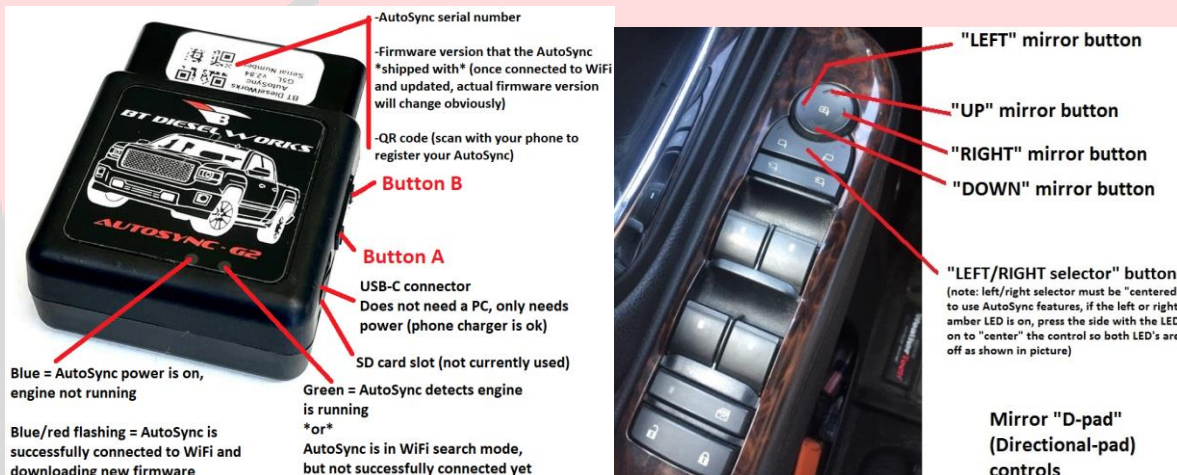 -AutoSync serial number
-Firmware version that the AutoSync
*shipped with* (once connected to WiFi
and updated, actual firmware version
will change obviously)
-QR code (scan with your phone to
register your AutoSync)
Serial Number
AutoSync
G5L v2.84
BT DieselWorks
B
BT DIESEL WORKS
AUTOSYNC - G2
Button B
Button A
USB-C connector
Does not need a PC, only needs
power (phone charger is ok)
SD card slot (not currently used)
Blue = AutoSync power is on,
engine not running
Blue/red flashing = AutoSync is
successfully connected to WiFi and
downloading new firmware
Green = AutoSync detects engine
is running
*or*
AutoSync is in WiFi search mode,
but not successfully connected yet
"LEFT" mirror button
"UP" mirror button
"RIGHT" mirror button
"DOWN" mirror button
"LEFT/RIGHT selector" button
(note: left/right selector must be "centered
to use AutoSync features, if the left or right
amber LED is on, press the side with the LED
on to "center" the control so both LED's are
off as shown in picture)
Mirror "D-pad"
(Directional-pad)
controls